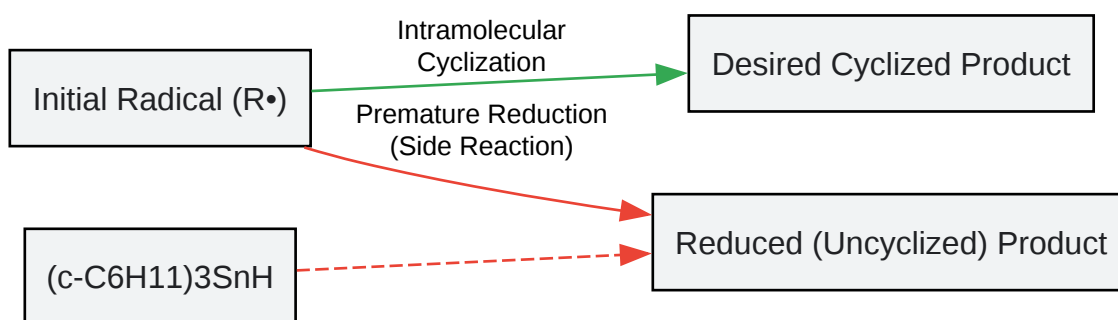 Intramolecular
Cyclization
Desired Cyclized Product
Initial Radical (R•)
Premature Reduction
(Side Reaction)
Reduced (Uncyclized) Product
(c-C6H11)3SnH